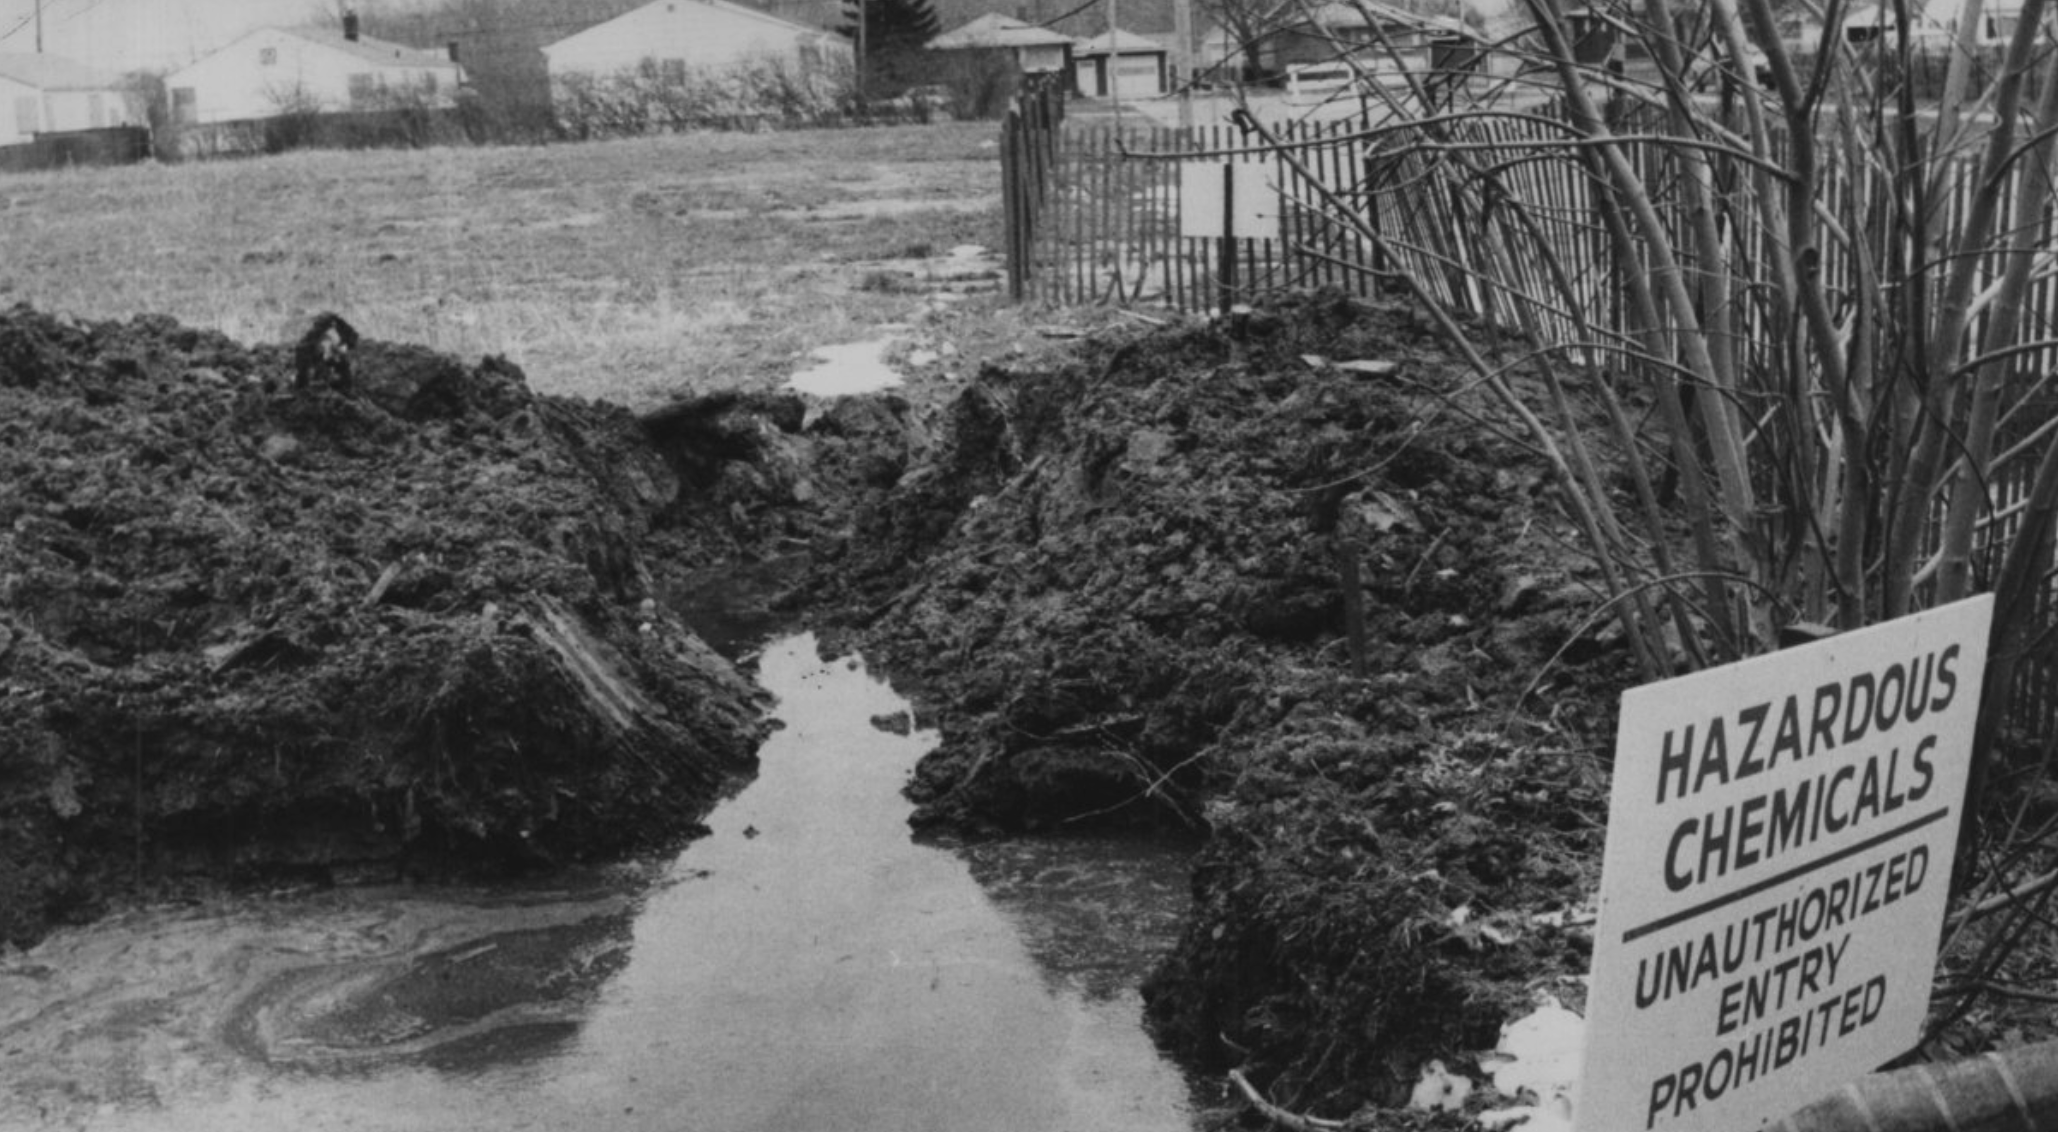 HAZARDOUS
CHEMICALS
UNAUTHORIZED
ENTRY
PROHIBITED